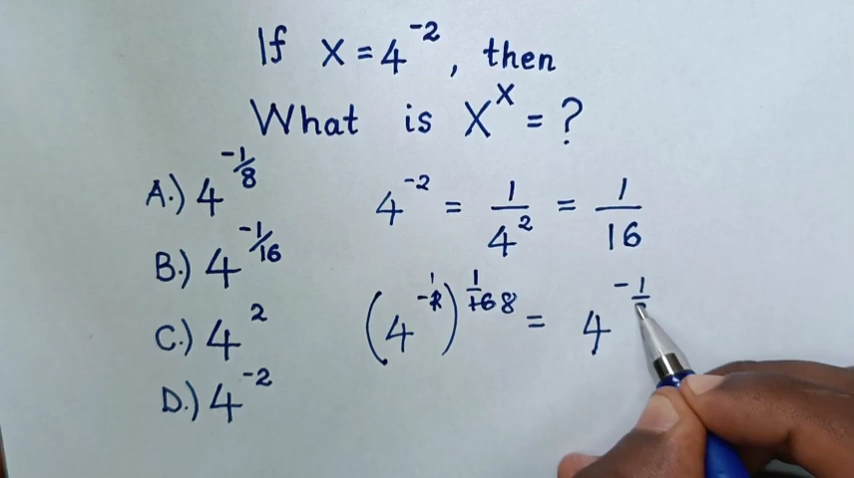 If x = 4^-2, then
What is x^x = ?
A.) 4^-1/8
B.) 4^-1/16
C.) 4^2
D.) 4^-2
4^-2 = 1/4^2 = 1/16
(4^-2 1)^1/16 8 = 4^-1/